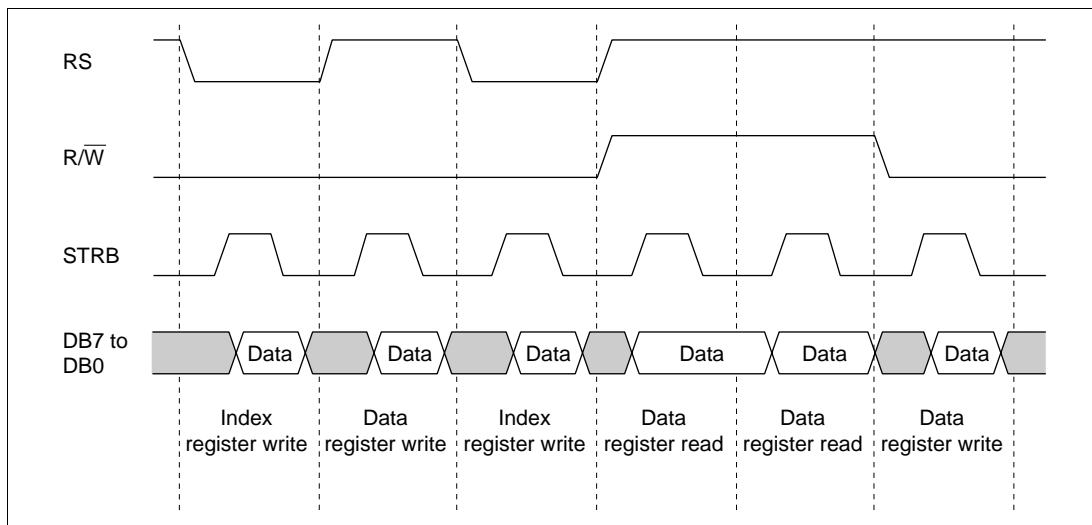 RS
R/W̅
STRB
DB7 to
DB0
Data
Data
Data
Data
Data
Data
Index
register write
Data
register write
Index
register write
Data
register read
Data
register read
Data
register write